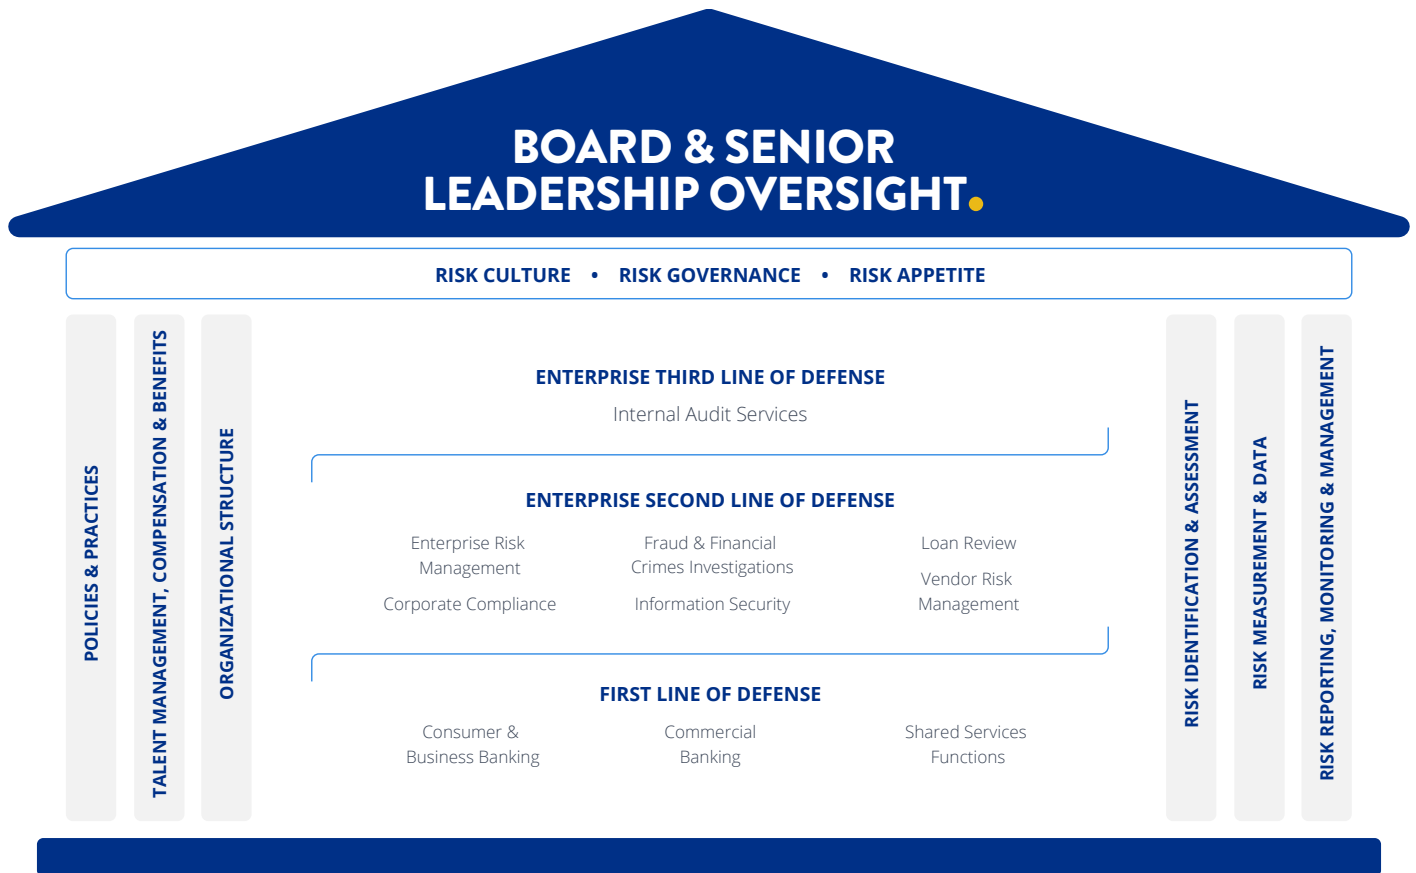 BOARD & SENIOR
LEADERSHIP OVERSIGHT.
RISK CULTURE • RISK GOVERNANCE • RISK APPETITE
POLICIES & PRACTICES
TALENT MANAGEMENT, COMPENSATION & BENEFITS
ORGANIZATIONAL STRUCTURE
ENTERPRISE THIRD LINE OF DEFENSE
Internal Audit Services
ENTERPRISE SECOND LINE OF DEFENSE
Enterprise Risk
Management
Corporate Compliance
Fraud & Financial
Crimes Investigations
Information Security
Loan Review
Vendor Risk
Management
FIRST LINE OF DEFENSE
Consumer &
Business Banking
Commercial
Banking
Shared Services
Functions
RISK IDENTIFICATION & ASSESSMENT
RISK MEASUREMENT & DATA
RISK REPORTING, MONITORING & MANAGEMENT